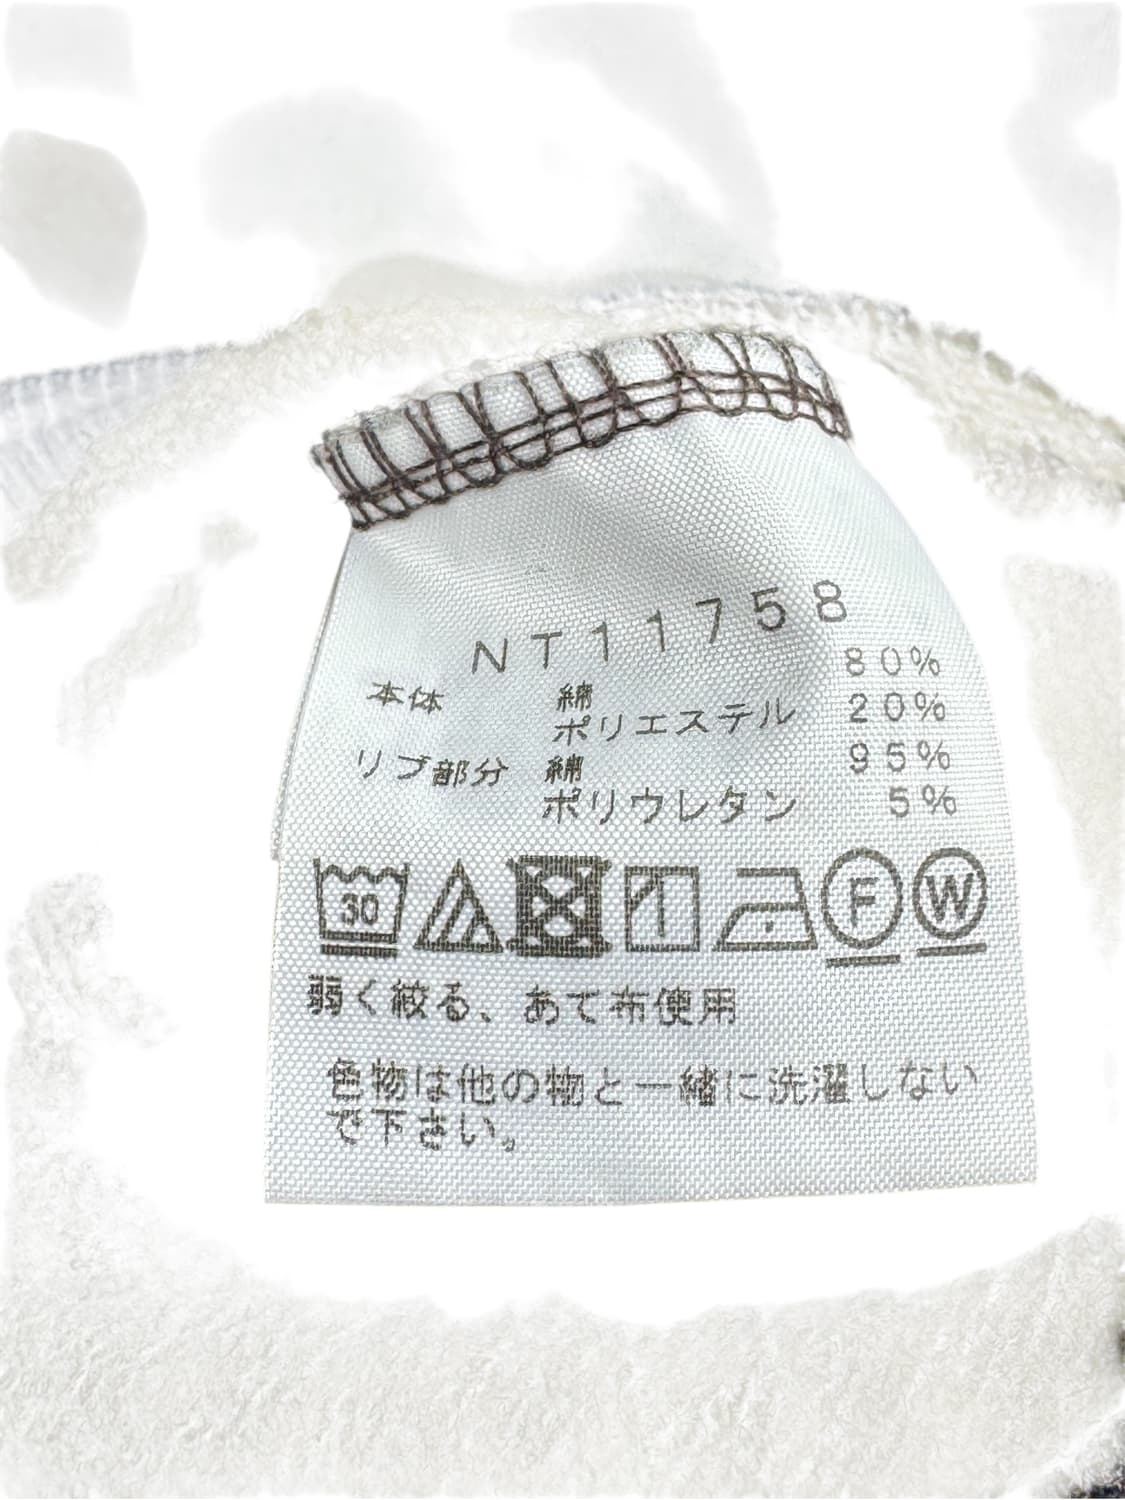 NT11758
本体 綿 80%
ポリエステル 20%
リブ部分 綿 95%
ポリウレタン 5%
30 F W
弱く絞る、あて布使用
色物は他の物と一緒に洗濯しない
で下さい。